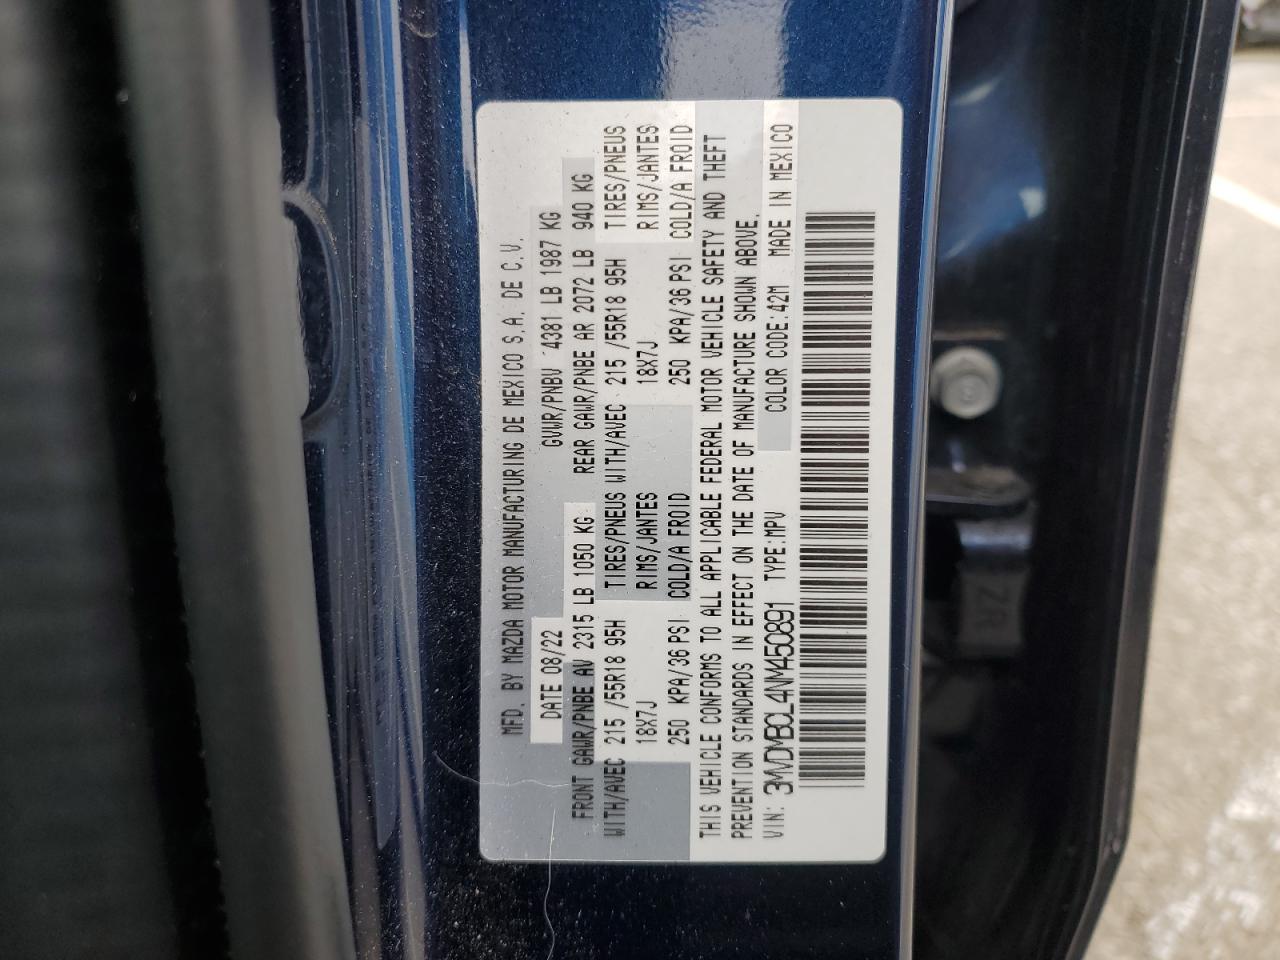 MFD. BY MAZDA MOTOR MANUFACTURING DE MEXICO S.A. DE C.V.
DATE 08/22 GVWR/PNBV 4381 LB 1987 KG
FRONT GAWR/PNBE AV 2315 LB 1050 KG REAR GAWR/PNBE AR 2072 LB 940 KG
WITH/AVEC 215 /55R18 95H TIRES/PNEUS WITH/AVEC 215 /55R18 95H TIRES/PNEUS
18X7J RIMS/JANTES 18X7J RIMS/JANTES
250 KPA/36 PSI COLD/A FROID 250 KPA/36 PSI COLD/A FROID
THIS VEHICLE CONFORMS TO ALL APPLICABLE FEDERAL MOTOR VEHICLE SAFETY AND THEFT
PREVENTION STANDARDS IN EFFECT ON THE DATE OF MANUFACTURE SHOWN ABOVE.
VIN: 3MVDMBCL4NM450891 TYPE:MPV COLOR CODE:42M MADE IN MEXICO
ZR